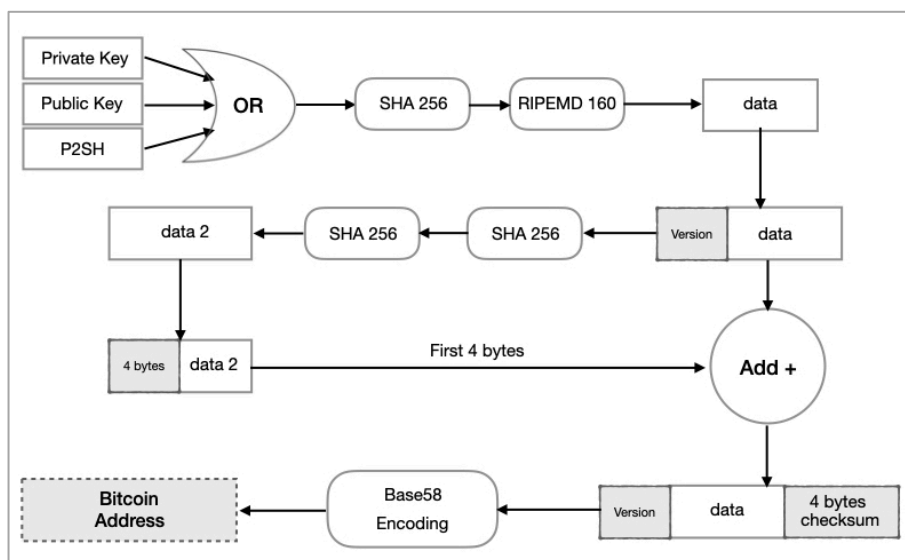 Private Key
Public Key
P2SH
OR
SHA 256
RIPEMD 160
data
data 2
SHA 256
SHA 256
Version
data
4 bytes
data 2
First 4 bytes
Add +
Bitcoin
Address
Base58
Encoding
Version
data
4 bytes
checksum